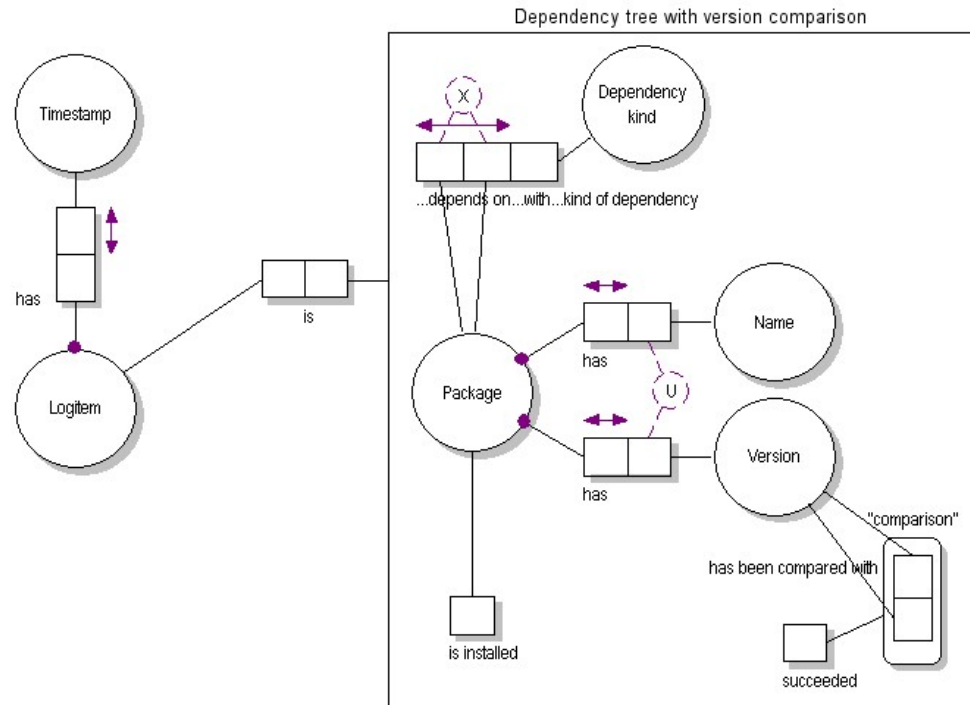 Dependency tree with version comparison
Timestamp
X
Dependency
kind
...depends on...with...kind of dependency
has
is
has
Name
Package
U
Logitem
has
Version
"comparison"
has been compared with
is installed
succeeded